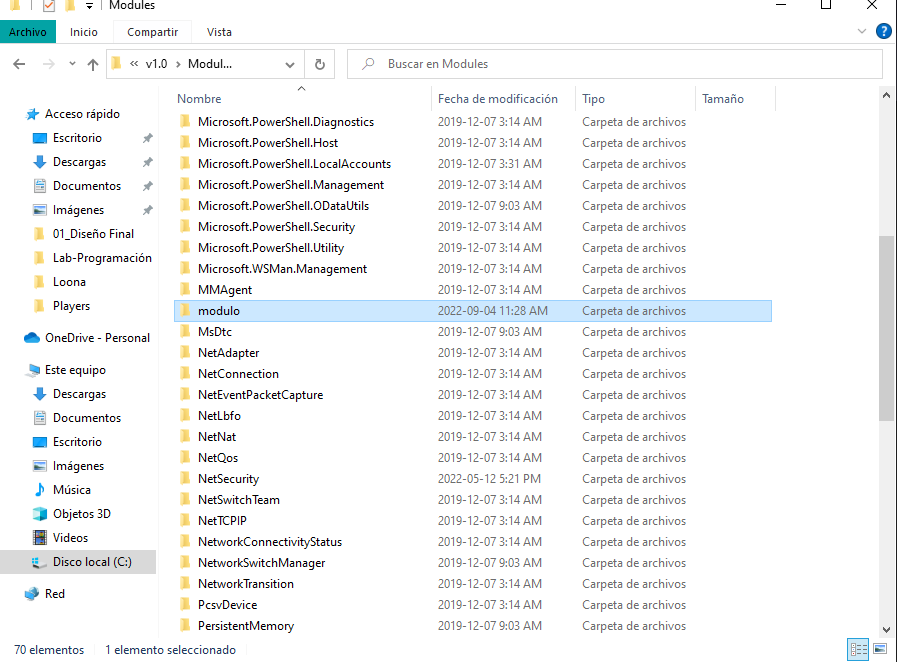 Modules
Archivo Inicio Compartir Vista
« v1.0 › Modul... Buscar en Modules
Nombre Fecha de modificación Tipo Tamaño
Acceso rápido
Escritorio
Descargas
Documentos
Imágenes
01_Diseño Final
Lab-Programación
Loona
Players
OneDrive - Personal
Este equipo
Descargas
Documentos
Escritorio
Imágenes
Música
Objetos 3D
Videos
Disco local (C:)
Red
Microsoft.PowerShell.Diagnostics 2019-12-07 3:14 AM Carpeta de archivos
Microsoft.PowerShell.Host 2019-12-07 3:14 AM Carpeta de archivos
Microsoft.PowerShell.LocalAccounts 2019-12-07 3:31 AM Carpeta de archivos
Microsoft.PowerShell.Management 2019-12-07 3:14 AM Carpeta de archivos
Microsoft.PowerShell.ODataUtils 2019-12-07 9:03 AM Carpeta de archivos
Microsoft.PowerShell.Security 2019-12-07 3:14 AM Carpeta de archivos
Microsoft.PowerShell.Utility 2019-12-07 3:14 AM Carpeta de archivos
Microsoft.WSMan.Management 2019-12-07 3:14 AM Carpeta de archivos
MMAgent 2019-12-07 3:14 AM Carpeta de archivos
modulo 2022-09-04 11:28 AM Carpeta de archivos
MsDtc 2019-12-07 9:03 AM Carpeta de archivos
NetAdapter 2019-12-07 3:14 AM Carpeta de archivos
NetConnection 2019-12-07 3:14 AM Carpeta de archivos
NetEventPacketCapture 2019-12-07 3:14 AM Carpeta de archivos
NetLbfo 2019-12-07 3:14 AM Carpeta de archivos
NetNat 2019-12-07 3:14 AM Carpeta de archivos
NetQos 2019-12-07 3:14 AM Carpeta de archivos
NetSecurity 2022-05-12 5:21 PM Carpeta de archivos
NetSwitchTeam 2019-12-07 3:14 AM Carpeta de archivos
NetTCPIP 2019-12-07 3:14 AM Carpeta de archivos
NetworkConnectivityStatus 2019-12-07 3:14 AM Carpeta de archivos
NetworkSwitchManager 2019-12-07 9:03 AM Carpeta de archivos
NetworkTransition 2019-12-07 3:14 AM Carpeta de archivos
PcsvDevice 2019-12-07 3:14 AM Carpeta de archivos
PersistentMemory 2019-12-07 9:03 AM Carpeta de archivos
70 elementos 1 elemento seleccionado